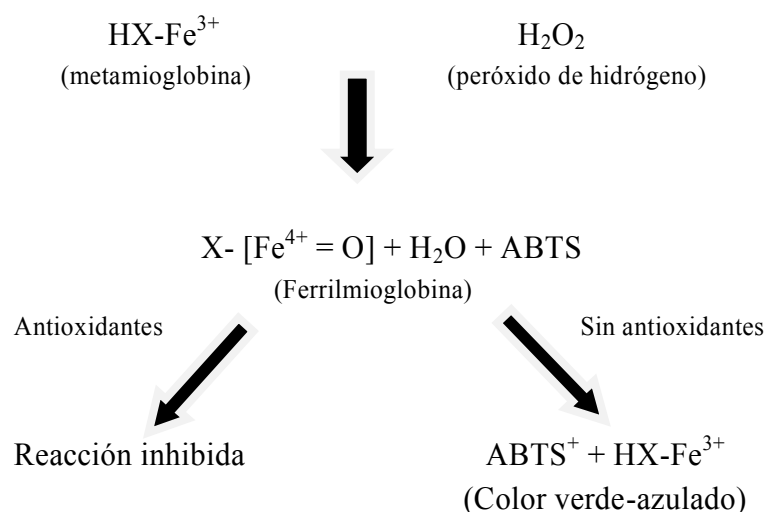 HX-Fe³⁺ H₂O₂
(metamioglobina) (peróxido de hidrógeno)
X- [Fe⁴⁺ = O] + H₂O + ABTS
(Ferrilmioglobina)
Antioxidantes Sin antioxidantes
Reacción inhibida ABTS⁺ + HX-Fe³⁺
(Color verde-azulado)